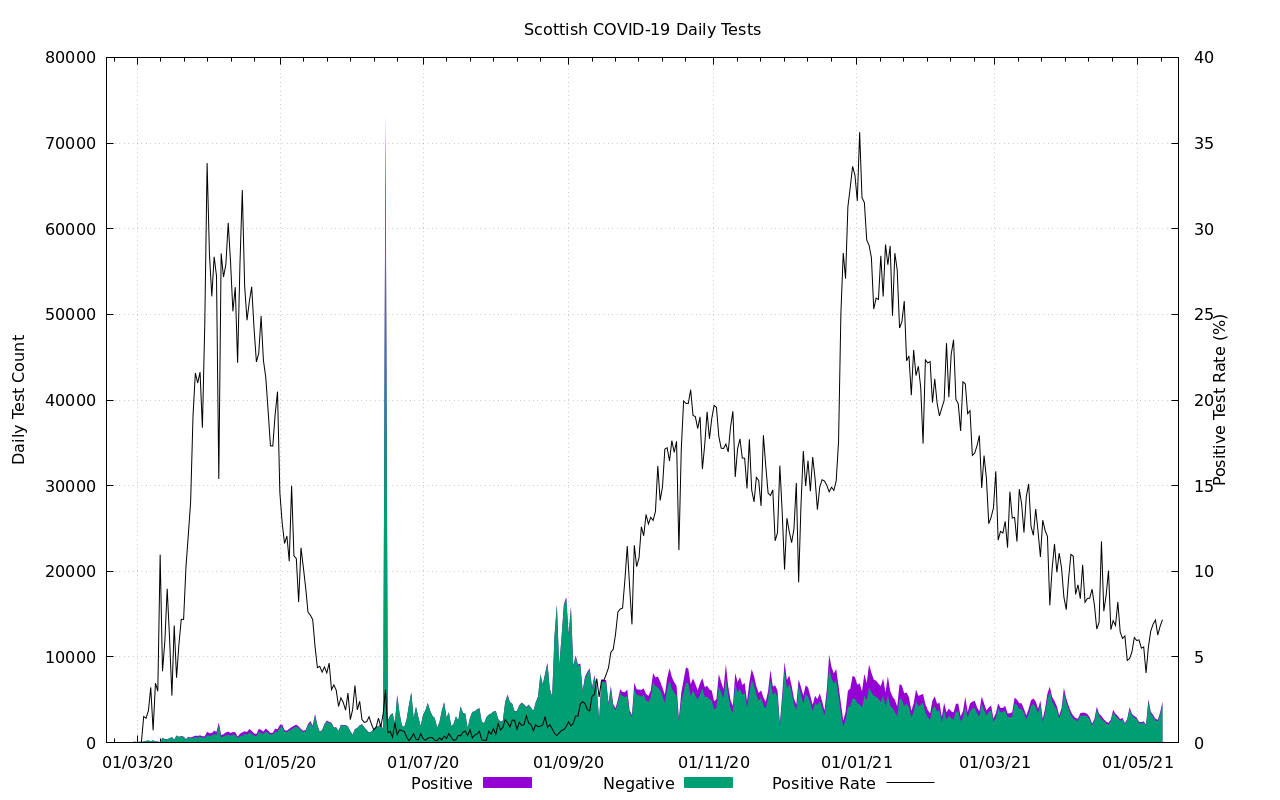 Scottish COVID-19 Daily Tests
80000 40
70000 35
60000 30
50000 25
40000 20
30000 15
20000 10
10000 5
0 0
Daily Test Count
Positive Test Rate (%)
01/03/20 01/05/20 01/07/20 01/09/20 01/11/20 01/01/21 01/03/21 01/05/21
Positive Negative Positive Rate